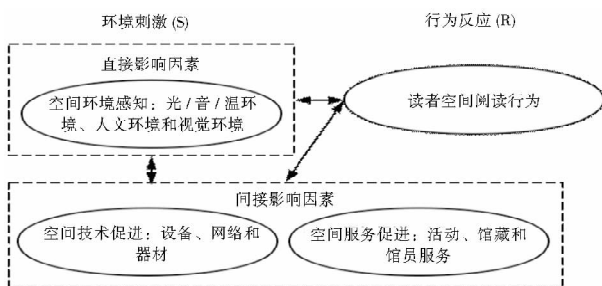 环境刺激(S)
行为反应(R)
直接影响因素
空间环境感知：光/音/温环
境、人文环境和视觉环境
读者空间阅读行为
间接影响因素
空间技术促进：设备、网络和
器材
空间服务促进：活动、馆藏和
馆员服务